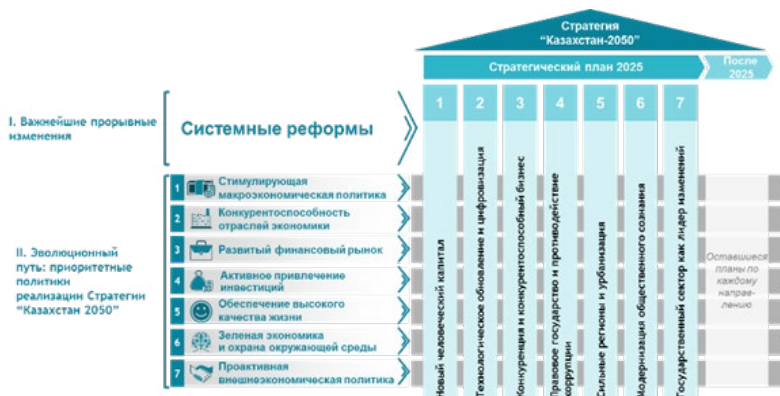 Стратегия
“Казахстан-2050”
Стратегический план 2025
После
2025
I. Важнейшие прорывные
изменения
Системные реформы
1
2
3
4
5
6
7
Новый человеческий капитал
Технологическое обновление и цифровизация
Конкуренция и конкурентоспособный бизнес
Правовое государство и противодействие
коррупции
Сильные регионы и урбанизация
Модернизация общественного сознания
Государственный сектор как лидер изменений
II. Эволюционный
путь: приоритетные
политики
реализации Стратегии
“Казахстан 2050”
1 Стимулирующая
макроэкономическая политика
2 Конкурентоспособность
отраслей экономики
3 Развитый финансовый рынок
4 Активное привлечение
инвестиций
5 Обеспечение высокого
качества жизни
6 Зеленая экономика
и охрана окружающей среды
7 Проактивная
внешнеэкономическая политика
Оставшиеся
планы по
каждому
направ-
лению